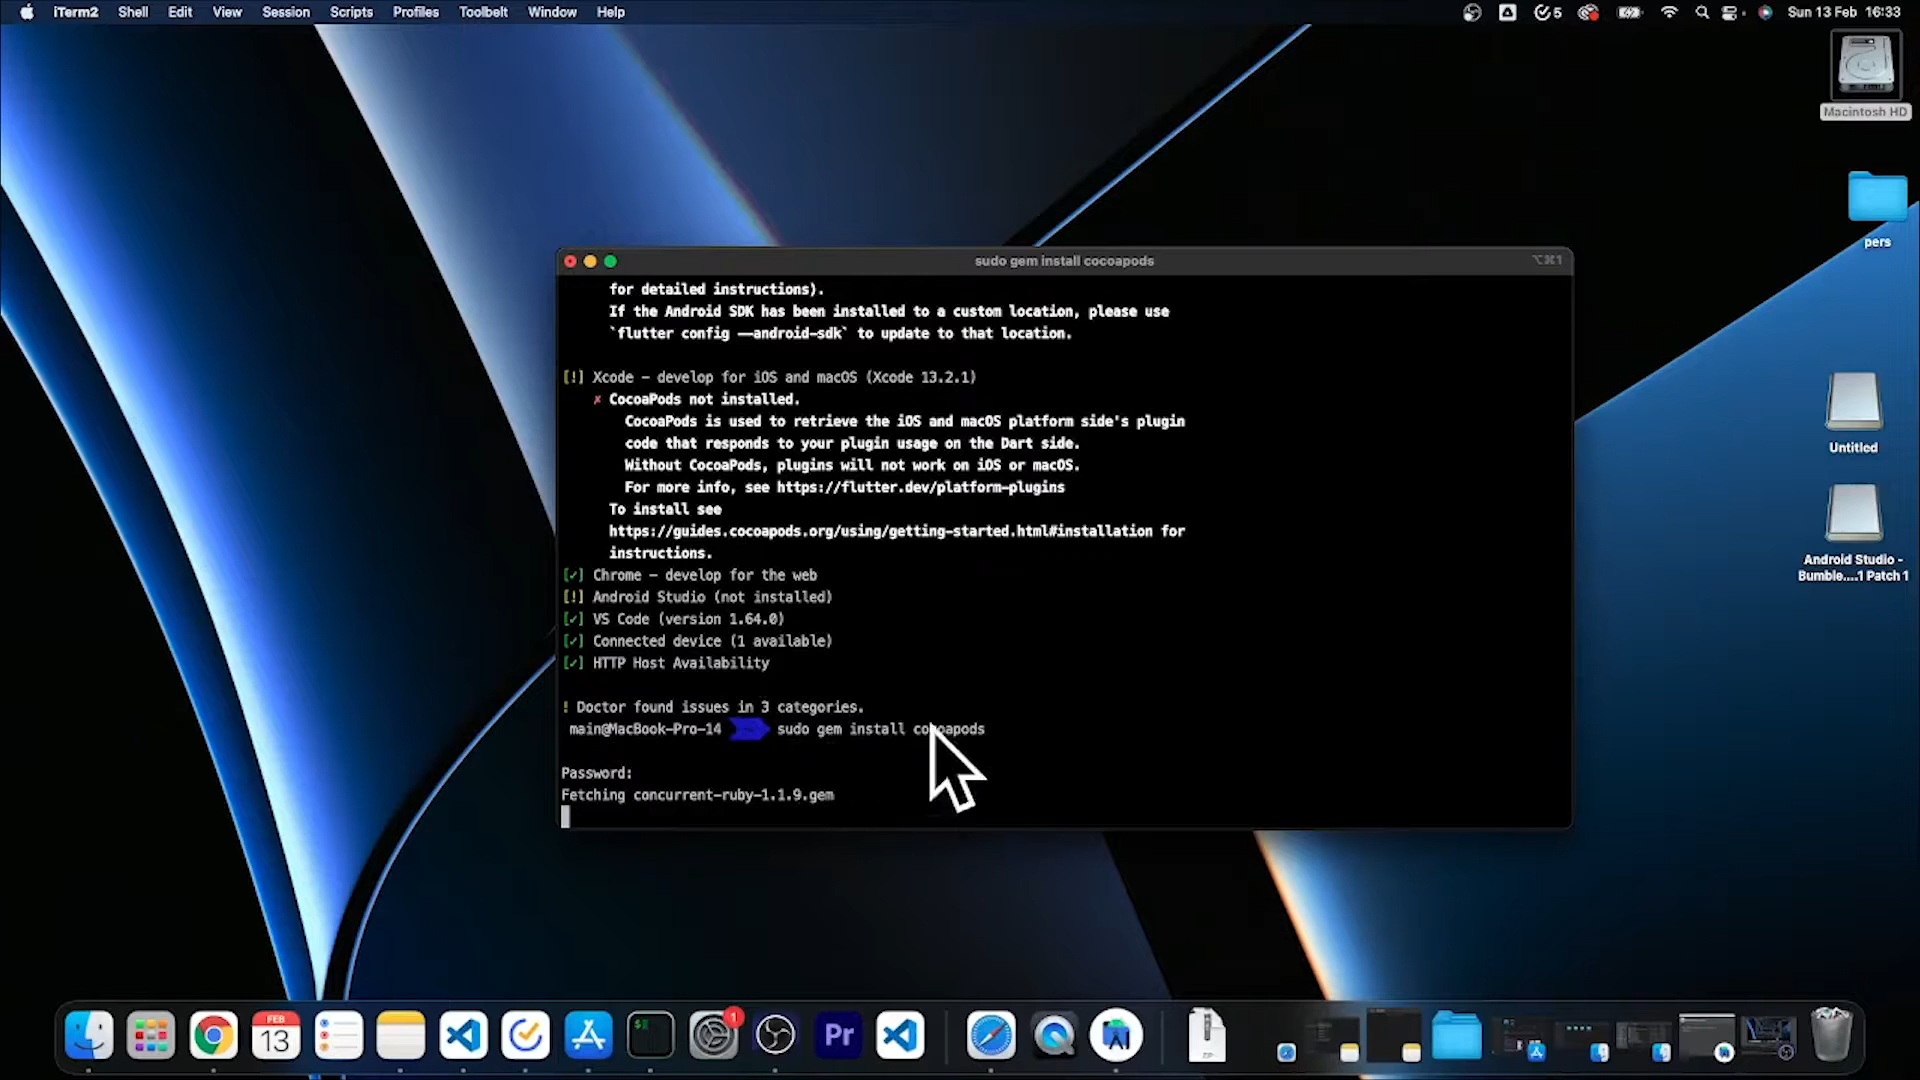 iTerm2 Shell Edit View Session Scripts Profiles Toolbelt Window Help 5 Sun 13 Feb 16:33
Macintosh HD
pers
Untitled
Android Studio -
Bumble....1 Patch 1
sudo gem install cocoapods ⌥⌘1
for detailed instructions).
If the Android SDK has been installed to a custom location, please use
`flutter config --android-sdk` to update to that location.
[!] Xcode - develop for iOS and macOS (Xcode 13.2.1)
✗ CocoaPods not installed.
CocoaPods is used to retrieve the iOS and macOS platform side's plugin
code that responds to your plugin usage on the Dart side.
Without CocoaPods, plugins will not work on iOS or macOS.
For more info, see https://flutter.dev/platform-plugins
To install see
https://guides.cocoapods.org/using/getting-started.html#installation for
instructions.
[✓] Chrome - develop for the web
[!] Android Studio (not installed)
[✓] VS Code (version 1.64.0)
[✓] Connected device (1 available)
[✓] HTTP Host Availability
! Doctor found issues in 3 categories.
main@MacBook-Pro-14 sudo gem install cocoapods
Password:
Fetching concurrent-ruby-1.1.9.gem
FEB
13
1
Pr
ZIP